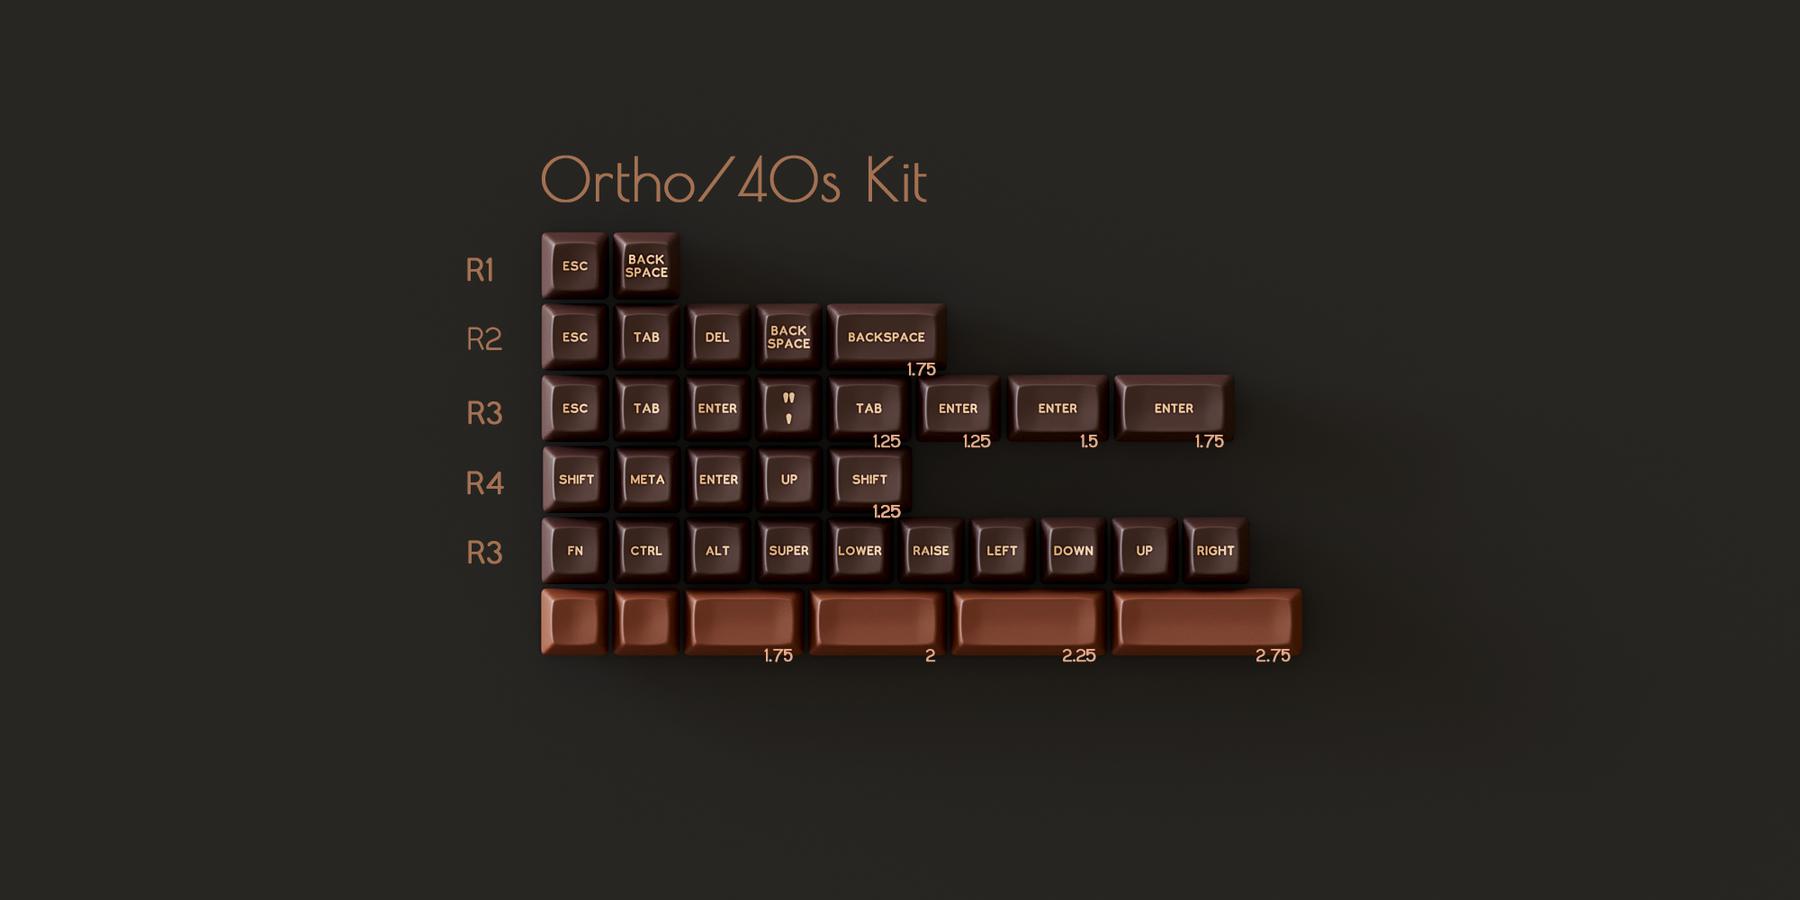 Ortho/40s Kit
R1 ESC BACK SPACE
R2 ESC TAB DEL BACK SPACE BACKSPACE
1.75
R3 ESC TAB ENTER " ' TAB ENTER ENTER ENTER
1.25 1.25 1.5 1.75
R4 SHIFT META ENTER UP SHIFT
1.25
R3 FN CTRL ALT SUPER LOWER RAISE LEFT DOWN UP RIGHT
1.75 2 2.25 2.75